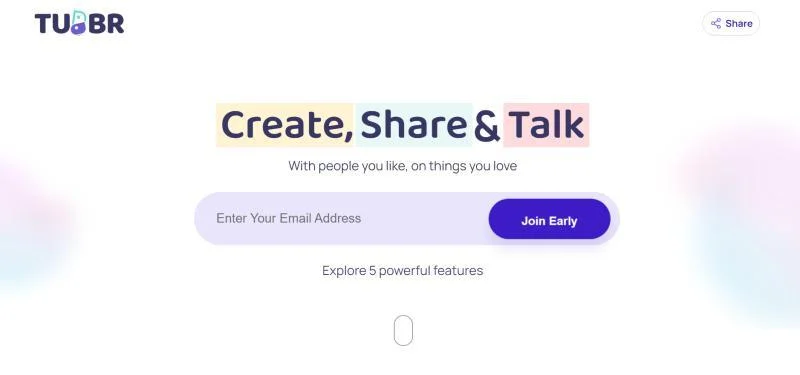 TUBBR
Share
Create, Share & Talk
With people you like, on things you love
Enter Your Email Address
Join Early
Explore 5 powerful features